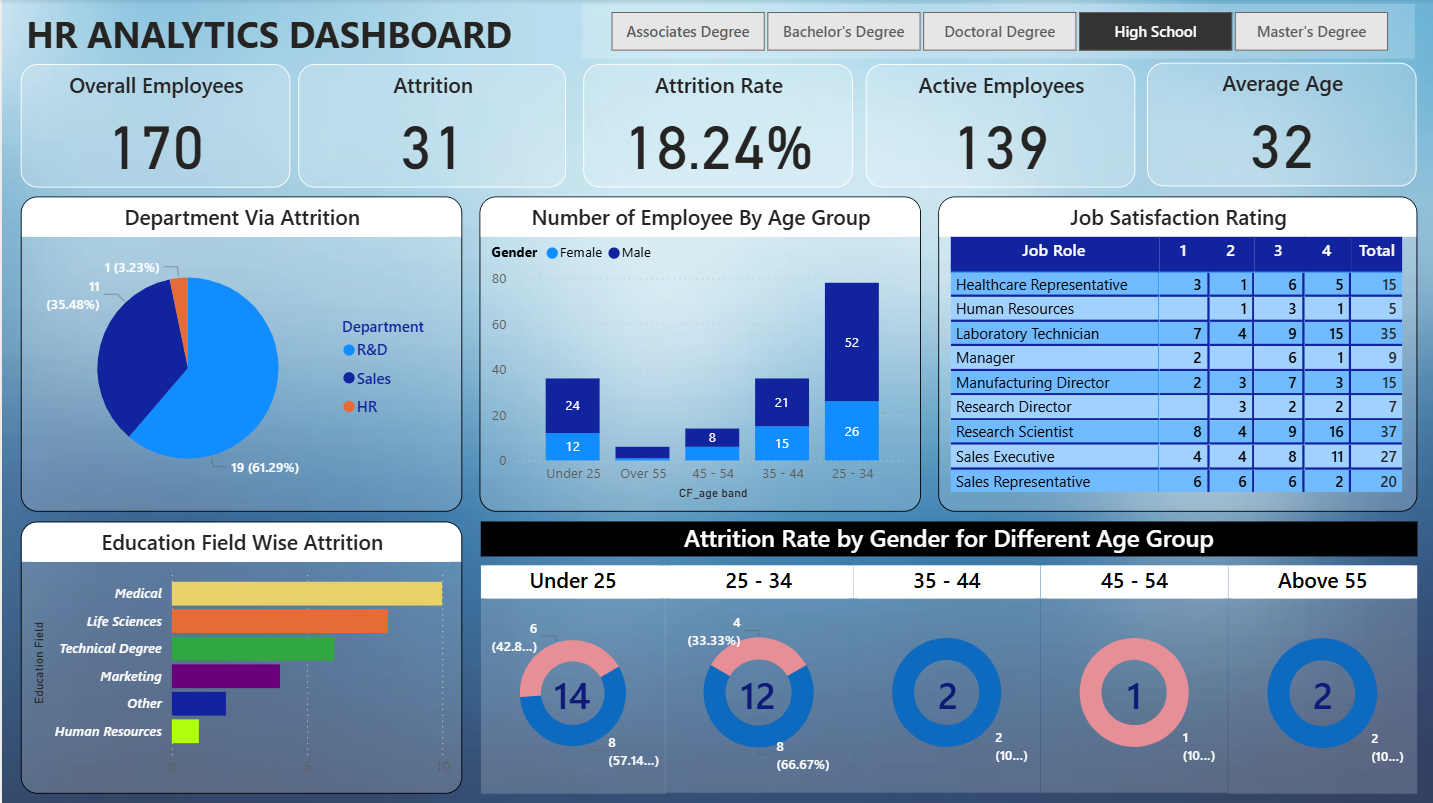 HR ANALYTICS DASHBOARD
Associates Degree
Bachelor's Degree
Doctoral Degree
High School
Master's Degree
Overall Employees
170
Attrition
31
Attrition Rate
18.24%
Active Employees
139
Average Age
32
Department Via Attrition
1 (3.23%)
11
(35.48%)
19 (61.29%)
Department
R&D
Sales
HR
Number of Employee By Age Group
Gender Female Male
80
60
40
20
0
24
12
8
21
15
52
26
Under 25 Over 55 45 - 54 35 - 44 25 - 34
CF_age band
Job Satisfaction Rating
Job Role 1 2 3 4 Total
Healthcare Representative 3 1 6 5 15
Human Resources 1 3 1 5
Laboratory Technician 7 4 9 15 35
Manager 2 6 1 9
Manufacturing Director 2 3 7 3 15
Research Director 3 2 2 7
Research Scientist 8 4 9 16 37
Sales Executive 4 4 8 11 27
Sales Representative 6 6 6 2 20
Education Field Wise Attrition
Education Field
Medical
Life Sciences
Technical Degree
Marketing
Other
Human Resources
0 5 10
Attrition Rate by Gender for Different Age Group
Under 25
6
(42.8...)
14
8
(57.14...)
25 - 34
4
(33.33%)
12
8
(66.67%)
35 - 44
2
2
(10...)
45 - 54
1
1
(10...)
Above 55
2
2
(10...)